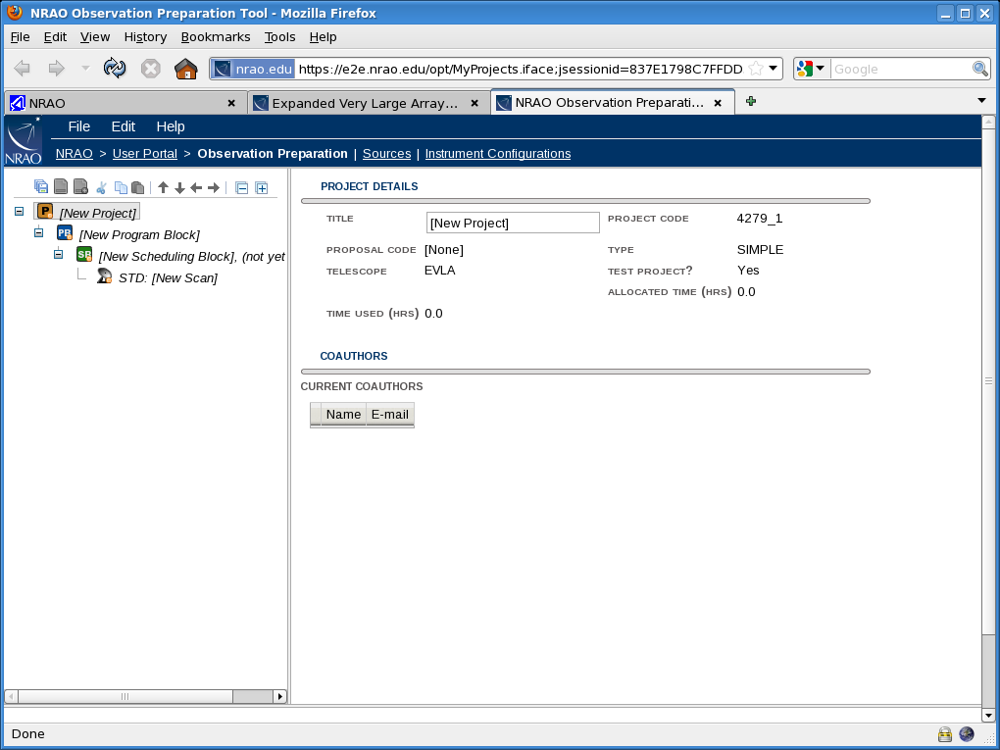 NRAO Observation Preparation Tool - Mozilla Firefox
File Edit View History Bookmarks Tools Help
nrao.edu https://e2e.nrao.edu/opt/MyProjects.iface;jsessionid=837E1798C7FFDD Google
NRAO Expanded Very Large Array... NRAO Observation Preparati...
File Edit Help
NRAO
NRAO > User Portal > Observation Preparation | Sources | Instrument Configurations
PROJECT DETAILS
P [New Project]
TITLE [New Project] PROJECT CODE 4279_1
PB [New Program Block]
PROPOSAL CODE [None] TYPE SIMPLE
SB [New Scheduling Block], (not yet
TELESCOPE EVLA TEST PROJECT? Yes
STD: [New Scan]
ALLOCATED TIME (HRS) 0.0
TIME USED (HRS) 0.0
COAUTHORS
CURRENT COAUTHORS
Name E-mail
Done